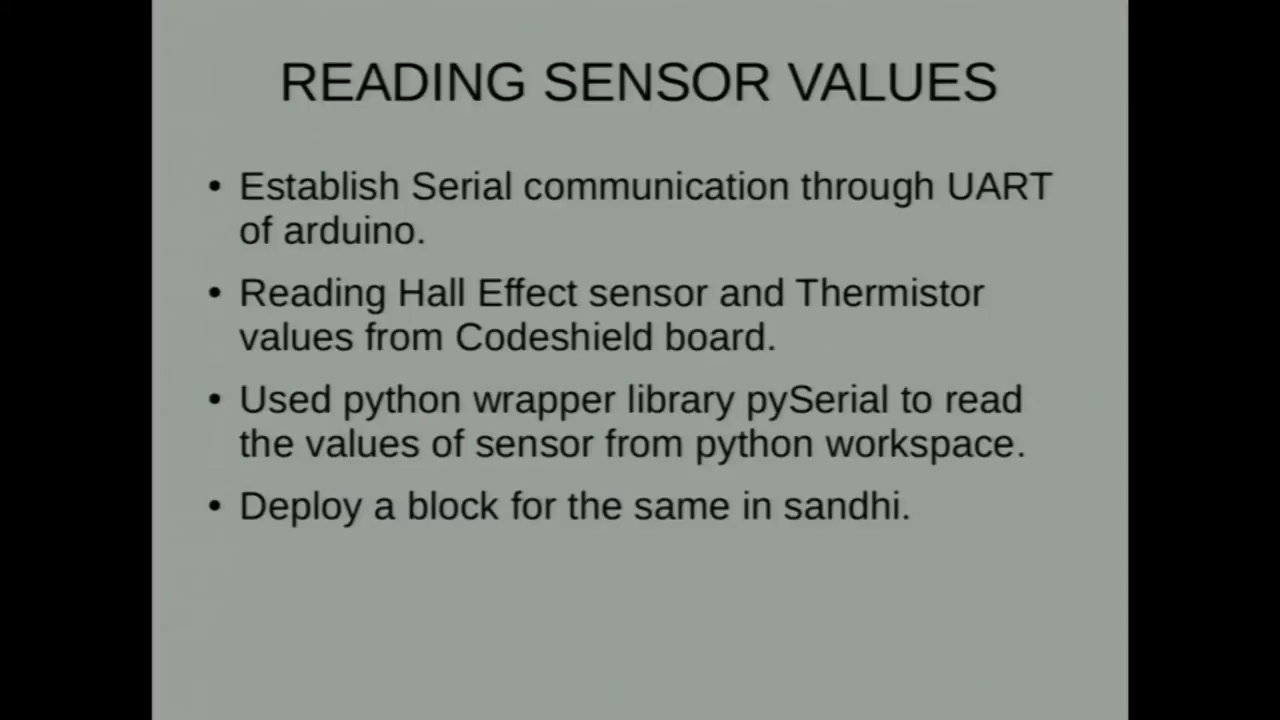 READING SENSOR VALUES
• Establish Serial communication through UART
of arduino.
• Reading Hall Effect sensor and Thermistor
values from Codeshield board.
• Used python wrapper library pySerial to read
the values of sensor from python workspace.
• Deploy a block for the same in sandhi.